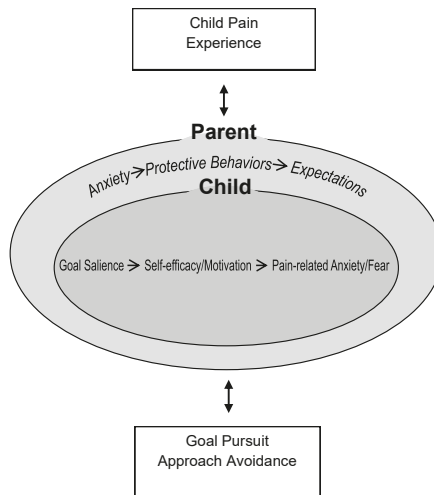 Child Pain
Experience
Parent
Anxiety→Protective Behaviors→Expectations
Child
Goal Salience → Self-efficacy/Motivation → Pain-related Anxiety/Fear
Goal Pursuit
Approach Avoidance